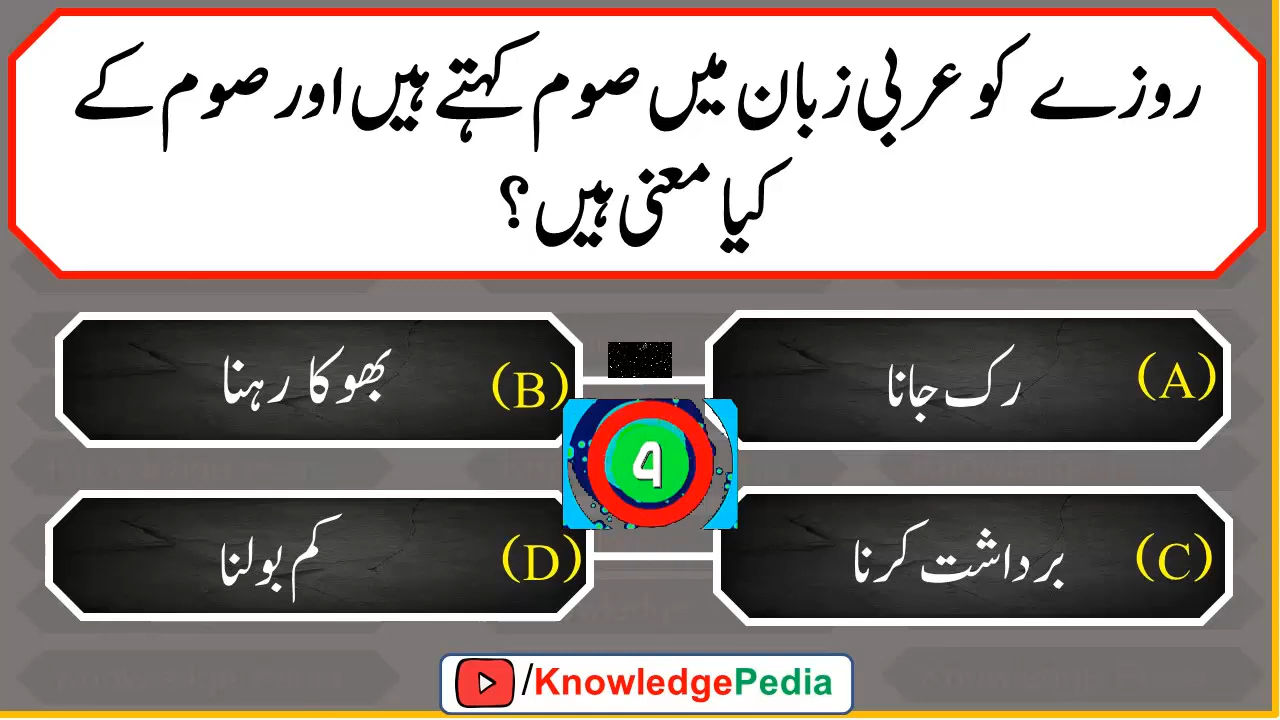 روزے کو عربی زبان میں صوم کہتے ہیں اور صوم کے
کیا معنی ہیں؟
(A) رک جانا
(B) بھوکا رہنا
9
(C) برداشت کرنا
(D) کم بولنا
/KnowledgePedia